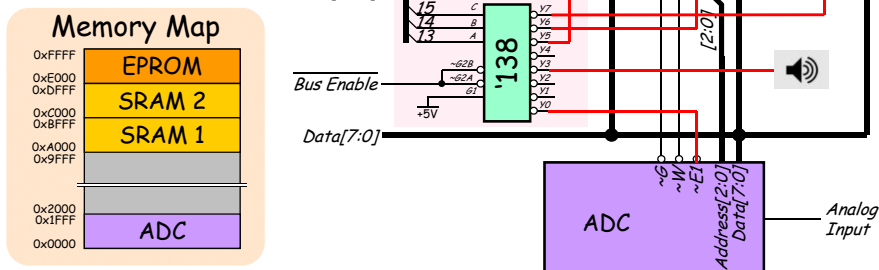 Memory Map
0xFFFF
EPROM
0xE000
0xDFFF
SRAM 2
0xC000
0xBFFF
SRAM 1
0xA000
0x9FFF
0x2000
0x1FFF
ADC
0x0000
15
14
13
C
B
A
~G2B
~G2A
G1
'138
Y7
Y6
Y5
Y4
Y3
Y2
Y1
Y0
[2:0]
Bus Enable
+5V
Data[7:0]
~G
~W
~E1
Address[2:0]
Data[7:0]
ADC
Analog
Input